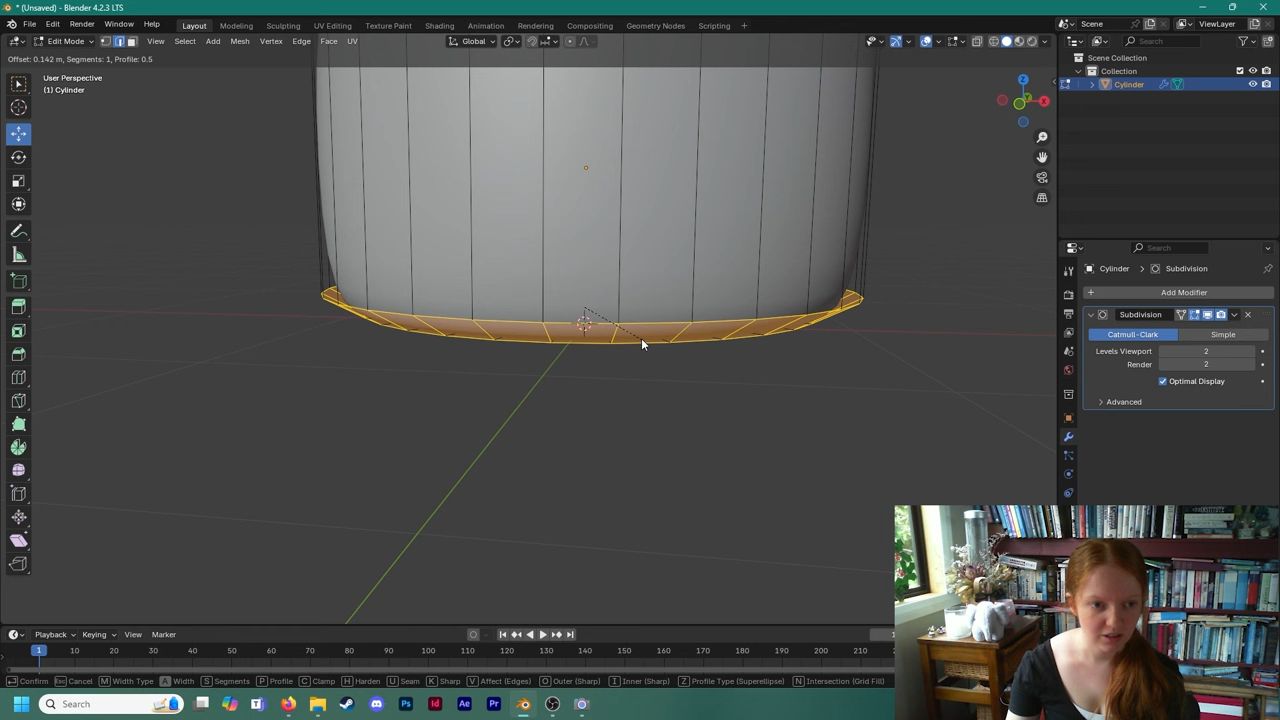 * (Unsaved) - Blender 4.2.3 LTS
File Edit Render Window Help
Layout Modeling Sculpting UV Editing Texture Paint Shading Animation Rendering Compositing Geometry Nodes Scripting +
Scene
ViewLayer
Edit Mode
View Select Add Mesh Vertex Edge Face UV
Global
Search
Offset: 0.142 m, Segments: 1, Profile: 0.5
User Perspective
(1) Cylinder
Z
X
Scene Collection
Collection
Cylinder
Search
Cylinder > Subdivision
+ Add Modifier
Subdivision
Catmull-Clark Simple
Levels Viewport 2
Render 2
Optimal Display
Advanced
Playback Keying View Marker
1
1 10 20 30 40 50 60 70 80 90 100 110 120 130 140 150 160 170 180 190 200 210
Confirm Cancel M Width Type A Width S Segments P Profile C Clamp H Harden U Seam K Sharp V Affect (Edges) O Outer (Sharp) I Inner (Sharp) Z Profile Type (Superellipse) N Intersection (Grid Fill)
Search